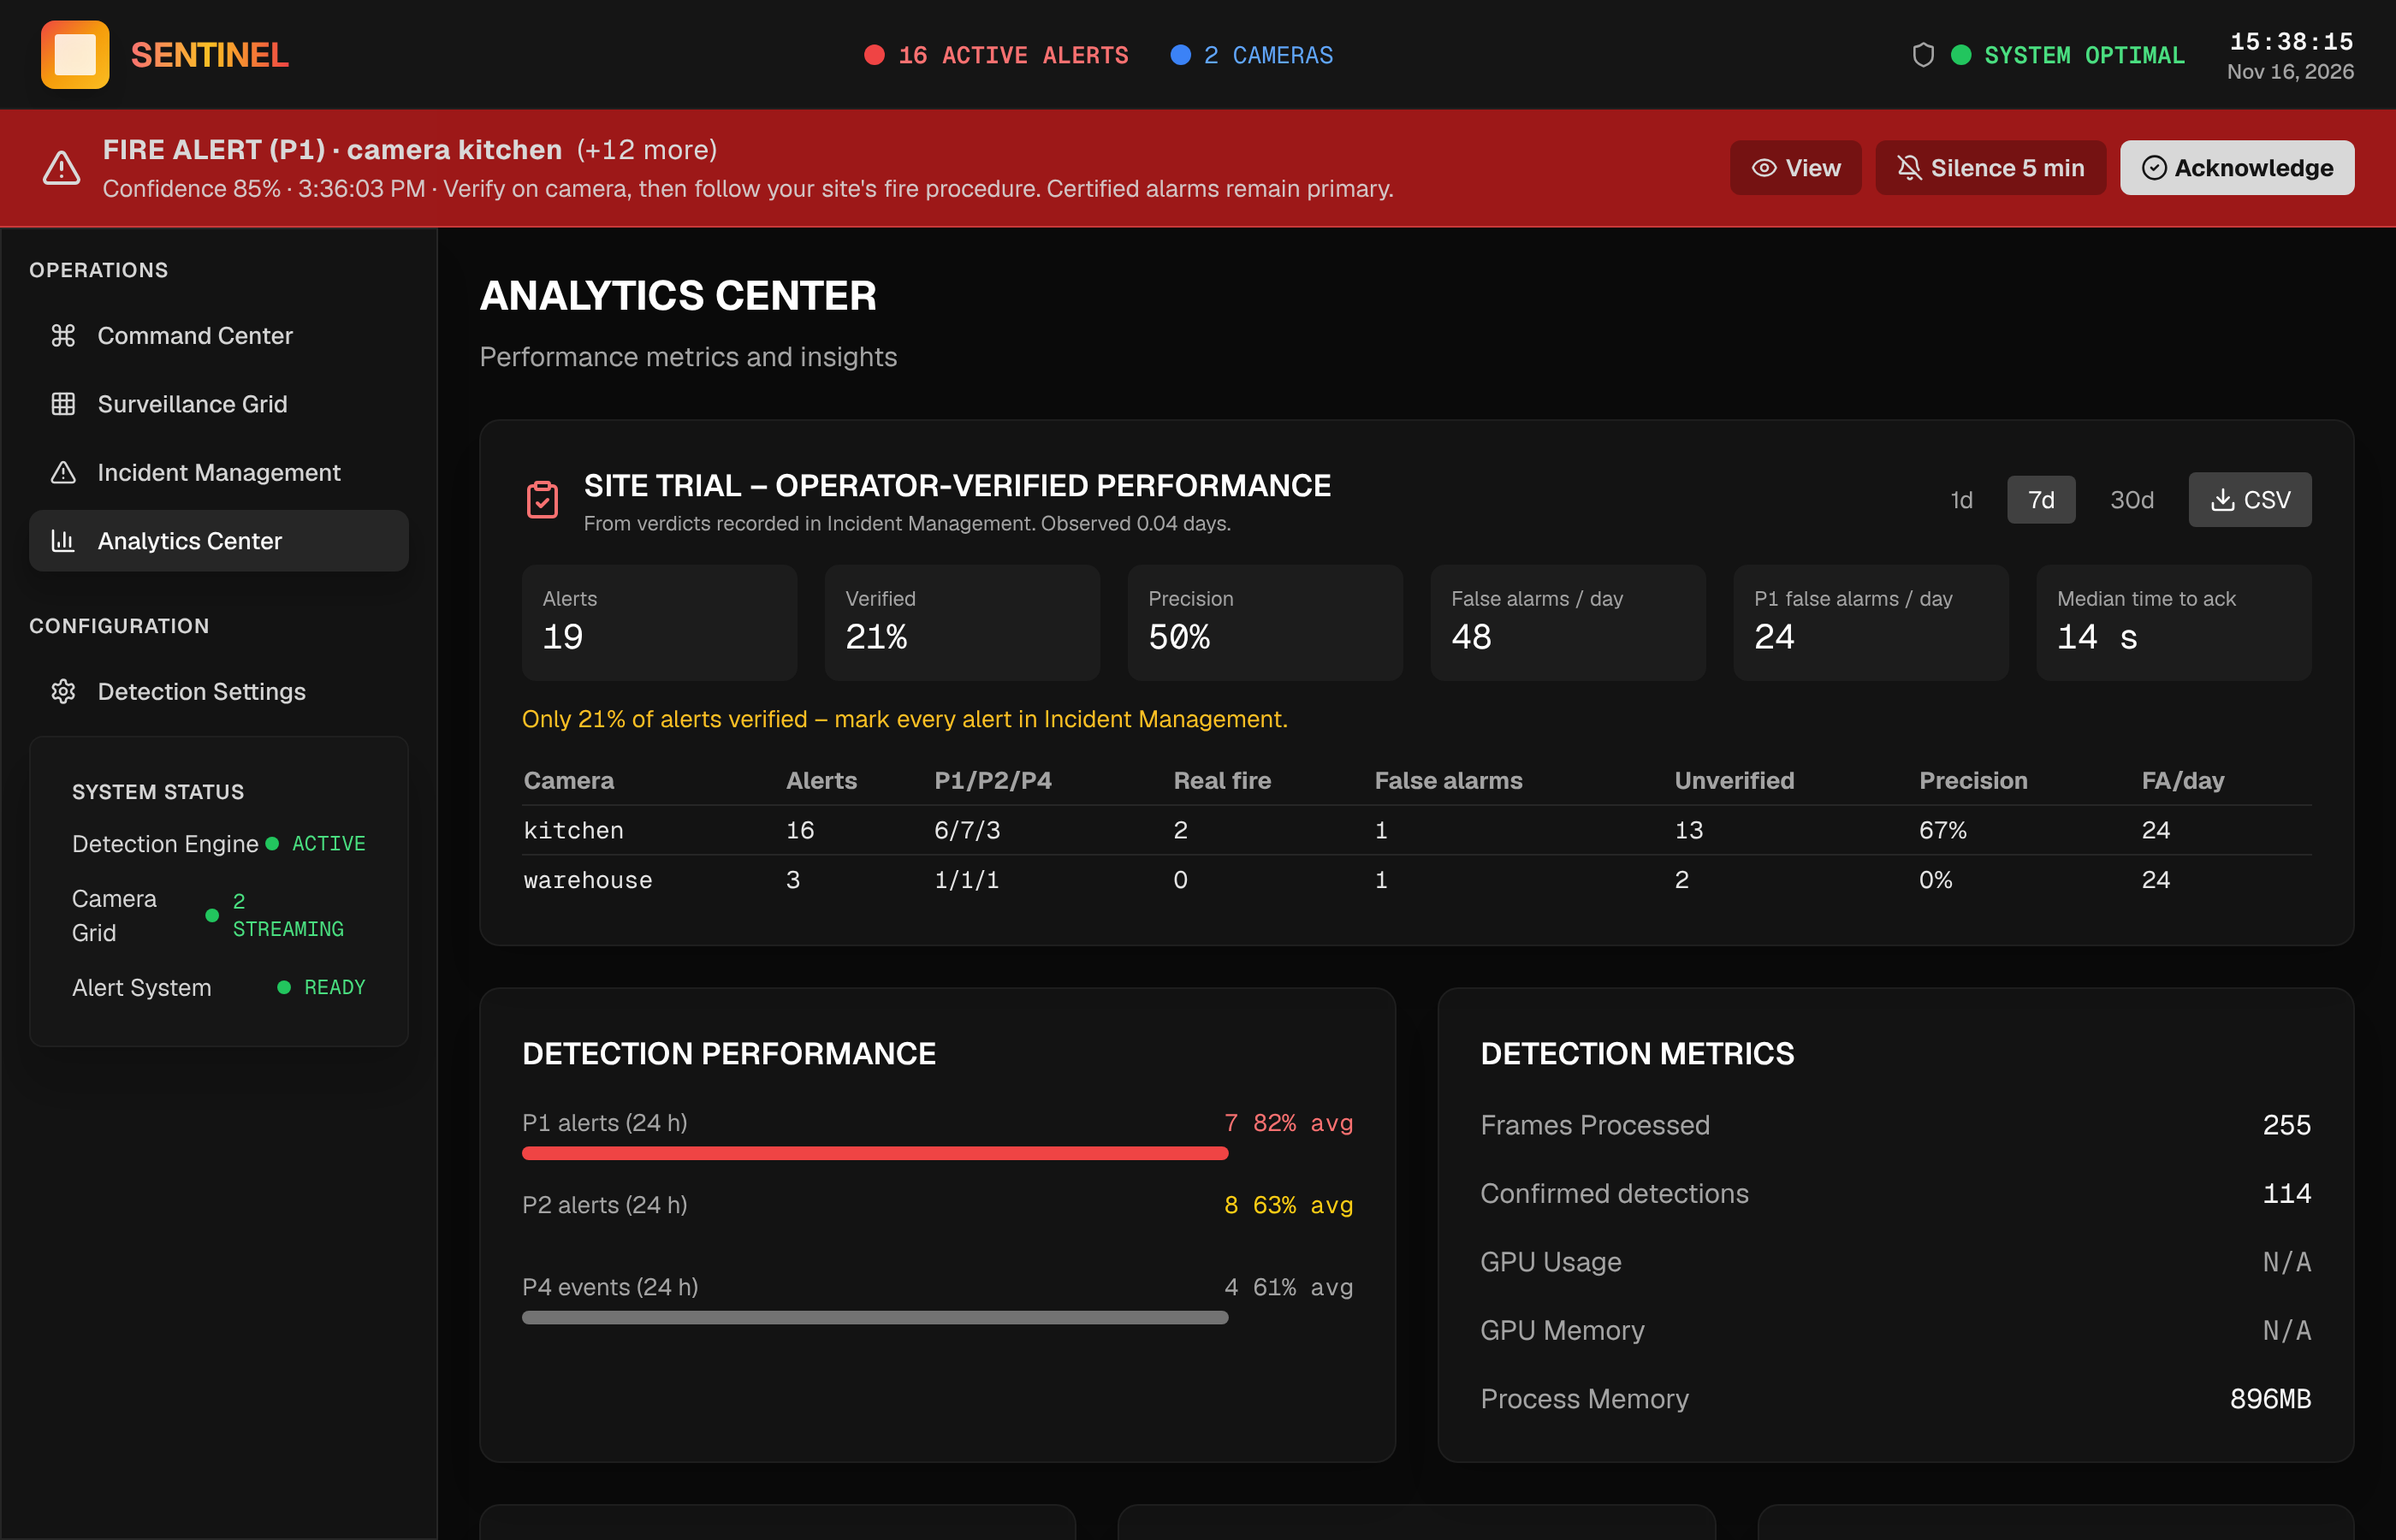 SENTINEL
16 ACTIVE ALERTS
2 CAMERAS
SYSTEM OPTIMAL
15:38:15
Nov 16, 2026
FIRE ALERT (P1) · camera kitchen (+12 more)
Confidence 85% · 3:36:03 PM · Verify on camera, then follow your site's fire procedure. Certified alarms remain primary.
View
Silence 5 min
Acknowledge
OPERATIONS
Command Center
Surveillance Grid
Incident Management
Analytics Center
CONFIGURATION
Detection Settings
SYSTEM STATUS
Detection Engine ACTIVE
Camera Grid
2 STREAMING
Alert System READY
ANALYTICS CENTER
Performance metrics and insights
SITE TRIAL – OPERATOR-VERIFIED PERFORMANCE
From verdicts recorded in Incident Management. Observed 0.04 days.
1d 7d 30d CSV
Alerts
19
Verified
21%
Precision
50%
False alarms / day
48
P1 false alarms / day
24
Median time to ack
14 s
Only 21% of alerts verified – mark every alert in Incident Management.
Camera Alerts P1/P2/P4 Real fire False alarms Unverified Precision FA/day
kitchen 16 6/7/3 2 1 13 67% 24
warehouse 3 1/1/1 0 1 2 0% 24
DETECTION PERFORMANCE
P1 alerts (24 h) 7 82% avg
P2 alerts (24 h) 8 63% avg
P4 events (24 h) 4 61% avg
DETECTION METRICS
Frames Processed 255
Confirmed detections 114
GPU Usage N/A
GPU Memory N/A
Process Memory 896MB